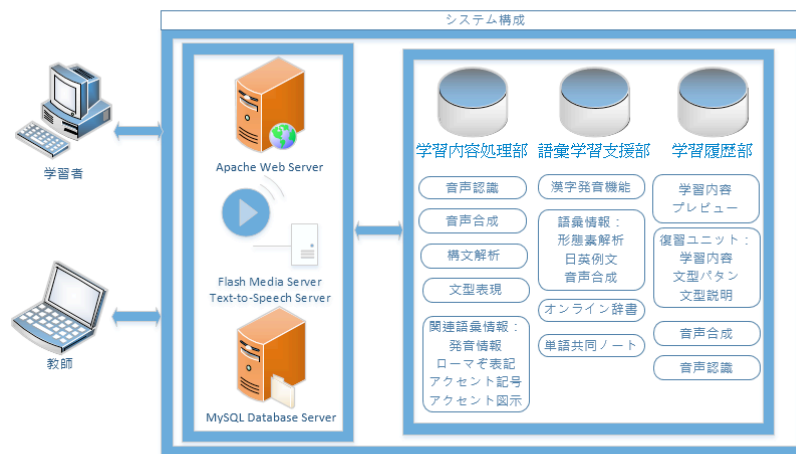 システム構成
学習者
教師
Apache Web Server
Flash Media Server
Text-to-Speech Server
MySQL Database Server
学習内容処理部
音声認識
音声合成
構文解析
文型表現
関連語彙情報：
発音情報
ローマぞ表記
アクセント記号
アクセント図示
語彙学習支援部
漢字発音機能
語彙情報：
形態素解析
日英例文
音声合成
オンライン辞書
単語共同ノート
学習履歴部
学習内容
プレビュー
復習ユニット：
学習内容
文型パタン
文型説明
音声合成
音声認識